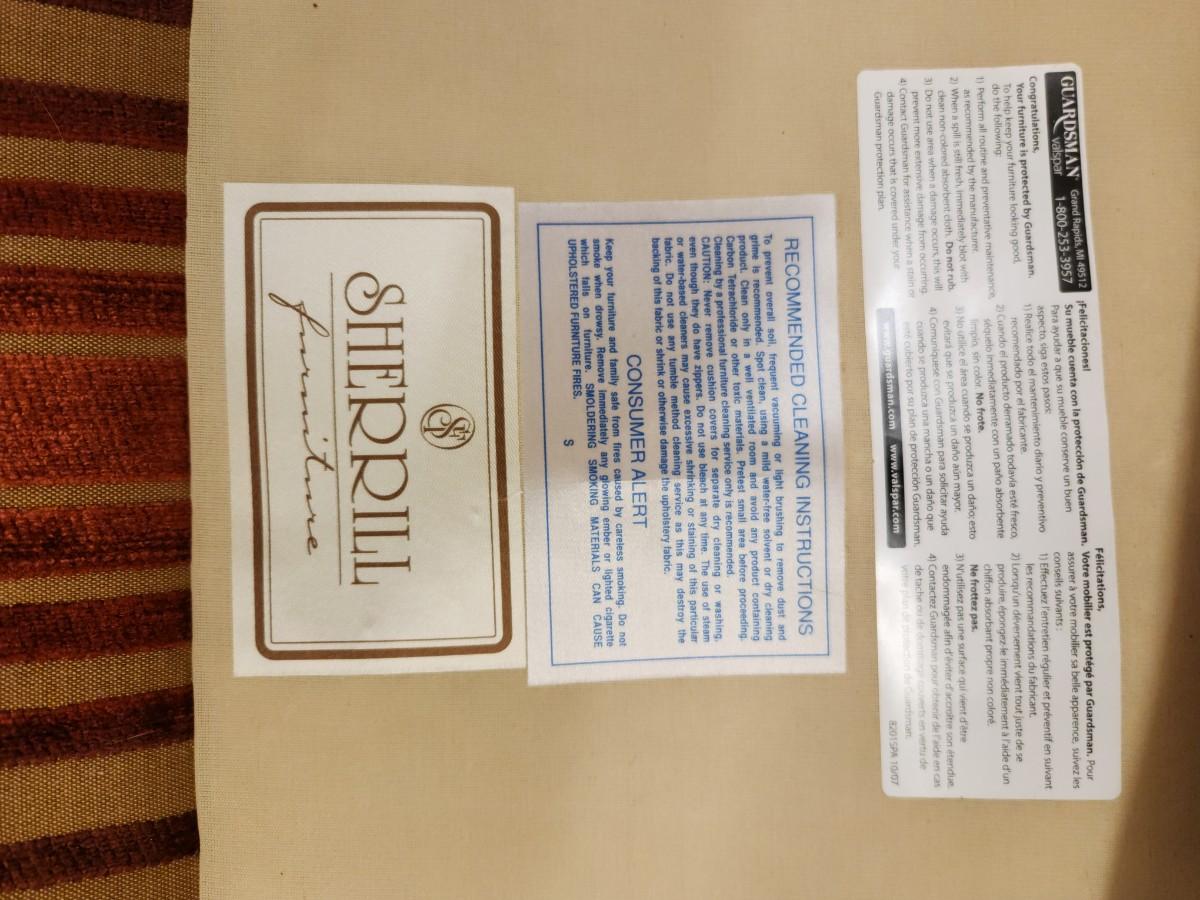 GUARDSMAN®
valspar
Grand Rapids, MI 49512
1-800-253-3957
Congratulations,
Your furniture is protected by Guardsman.
To help keep your furniture looking good,
do the following:
1) Perform all routine and preventative maintenance,
as recommended by the manufacturer.
2) When a spill is still fresh, immediately blot with
clean non-colored absorbent cloth. Do not rub.
3) Do not use area when a damage occurs, this will
prevent more extensive damage from occurring.
4) Contact Guardsman for assistance when a stain or
damage occurs that is covered under your
Guardsman protection plan.
¡Felicitaciones!
Su mueble cuenta con la protección de Guardsman.
Para ayudar a que su mueble conserve un buen
aspecto, siga estos pasos:
1) Realice todo el mantenimiento diario y preventivo
recomendado por el fabricante.
2) Cuando el producto derramado todavía esté fresco,
séquelo inmediatamente con un paño absorbente
limpio, sin color. No frote.
3) No utilice el área cuando se produzca un daño; esto
evitará que se produzca un daño aún mayor.
4) Comuníquese con Guardsman para solicitar ayuda
cuando se produzca una mancha o un daño que
esté cubierto por su plan de protección Guardsman.
www.guardsman.com / www.valspar.com
Félicitations,
Votre mobilier est protégé par Guardsman. Pour
assurer à votre mobilier sa belle apparence, suivez les
conseils suivants :
1) Effectuez l'entretien régulier et préventif en suivant
les recommandations du fabricant.
2) Lorsqu'un déversement vient tout juste de se
produire, épongez-le immédiatement à l'aide d'un
chiffon absorbant propre non coloré.
Ne frottez pas.
3) N'utilisez pas une surface qui vient d'être
endommagée afin d'éviter d'accroître son étendue.
4) Contactez Guardsman pour obtenir de l'aide en cas
de tache ou de dommage couverts en vertu de
votre plan de protection de Guardsman.
8201SPA 10/07
RECOMMENDED CLEANING INSTRUCTIONS
To prevent overall soil, frequent vacuuming or light brushing to remove dust and
grime is recommended. Spot clean, using a mild water-free solvent or dry cleaning
product. Clean only in a well ventilated room and avoid any product containing
Carbon Tetrachloride or other toxic materials. Pretest small area before proceeding.
Cleaning by a professional furniture cleaning service only is recommended.
CAUTION: Never remove cushion covers for separate dry cleaning or washing,
even though they do have zippers. Do not use bleach at any time. The use of steam
or water-based cleaners may cause excessive shrinking or staining of this particular
fabric. Do not use any tumble method cleaning service as this may destroy the
backing of this fabric or shrink or otherwise damage the upholstery fabric.
CONSUMER ALERT
Keep your furniture and family safe from fires caused by careless smoking. Do not
smoke when drowsy. Remove immediately any glowing ember or lighted cigarette
which falls on furniture. SMOLDERING SMOKING MATERIALS CAN CAUSE
UPHOLSTERED FURNITURE FIRES.
S
SHERRILL
furniture